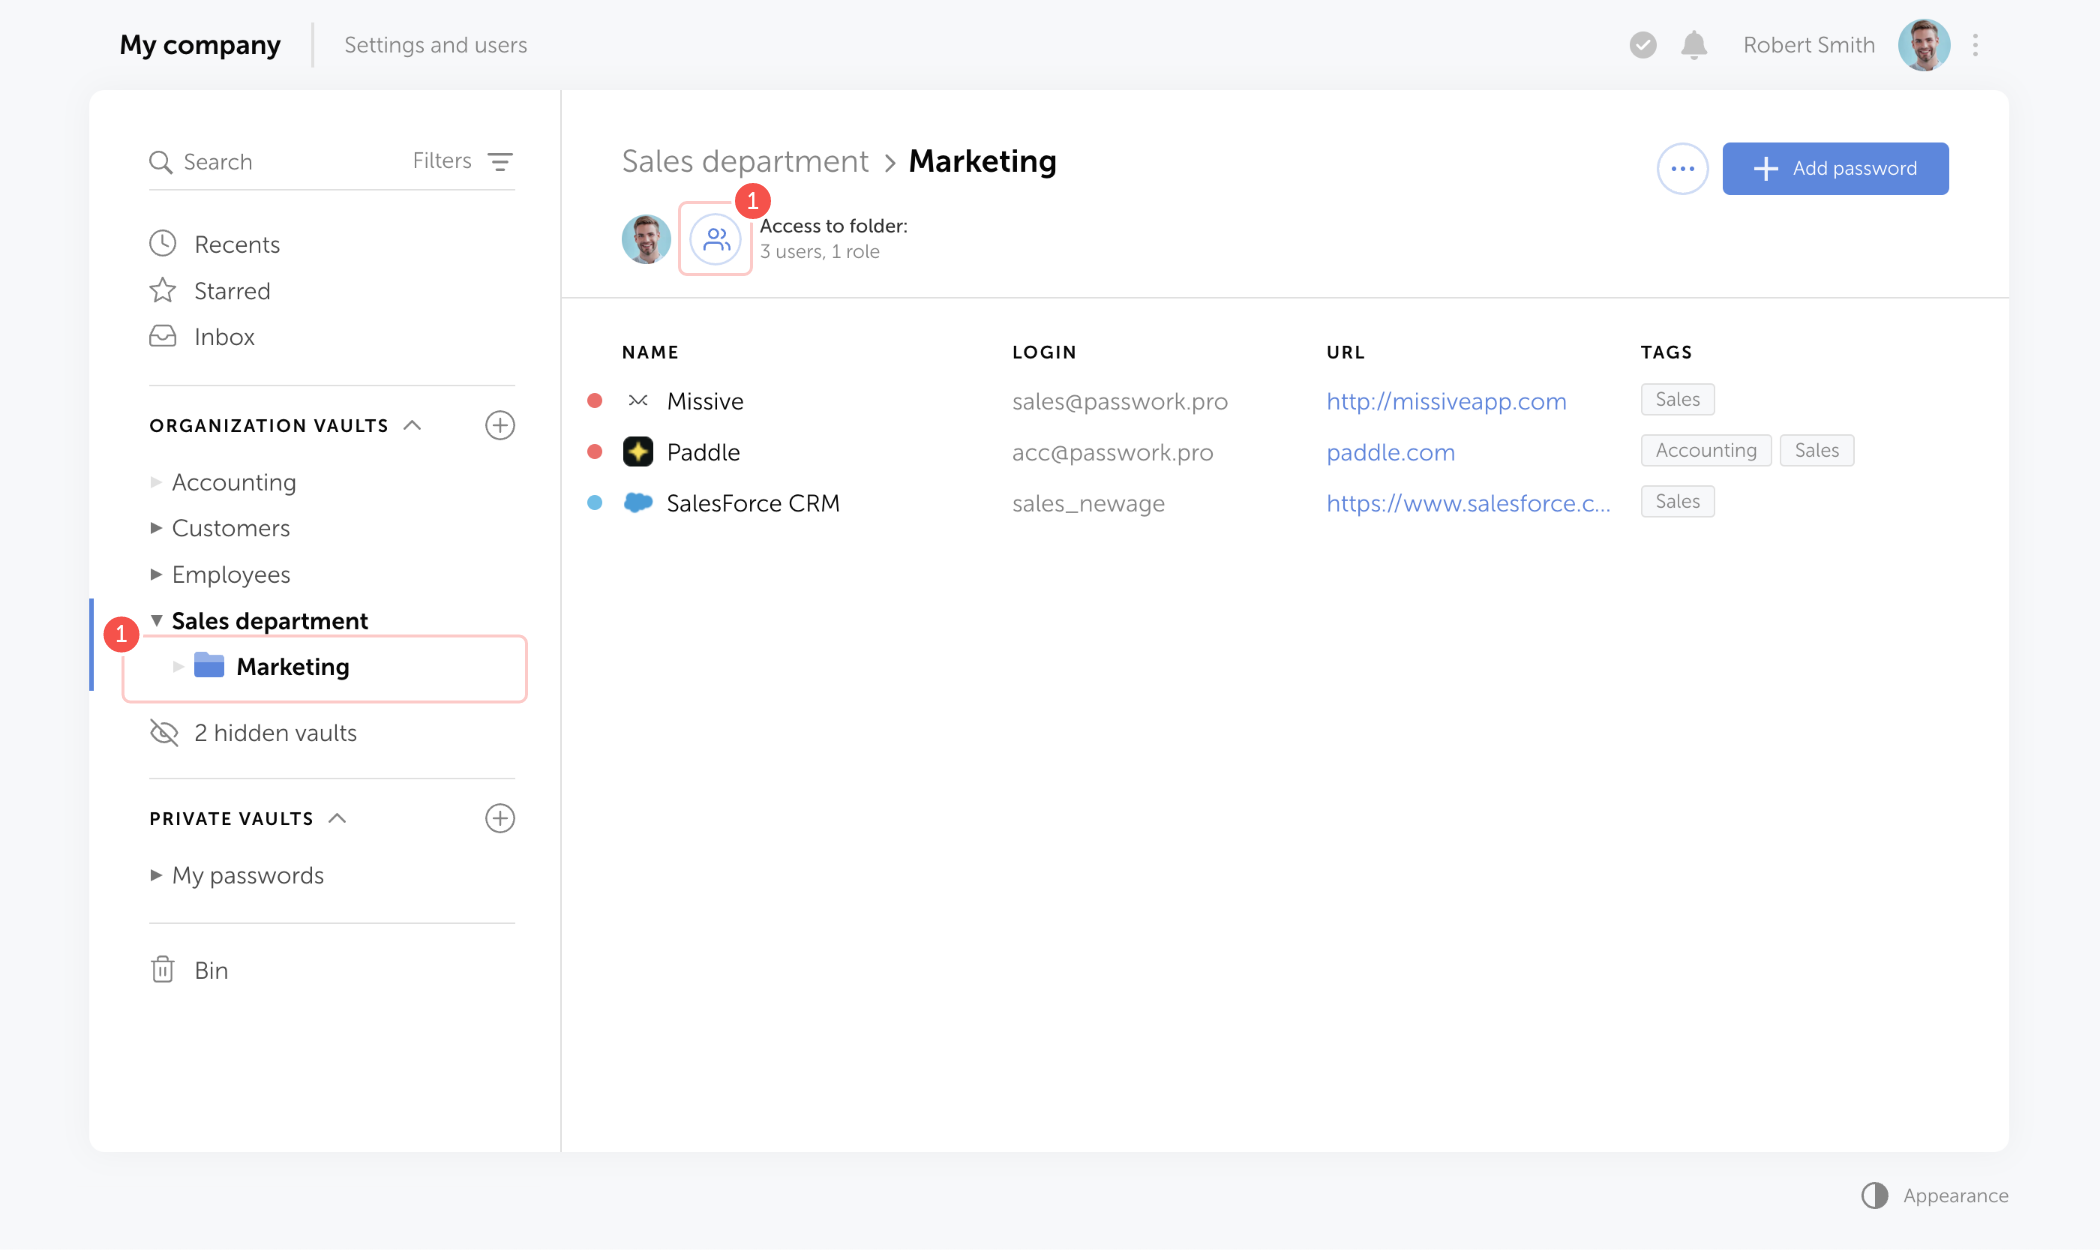 My company
Settings and users
Robert Smith
Search
Filters
Recents
Starred
Inbox
ORGANIZATION VAULTS
Accounting
Customers
Employees
Sales department
1
Marketing
2 hidden vaults
PRIVATE VAULTS
My passwords
Bin
Sales department > Marketing
Add password
1
Access to folder:
3 users, 1 role
NAME LOGIN URL TAGS
Missive sales@passwork.pro http://missiveapp.com Sales
Paddle acc@passwork.pro paddle.com Accounting Sales
SalesForce CRM sales_newage https://www.salesforce.c... Sales
Appearance